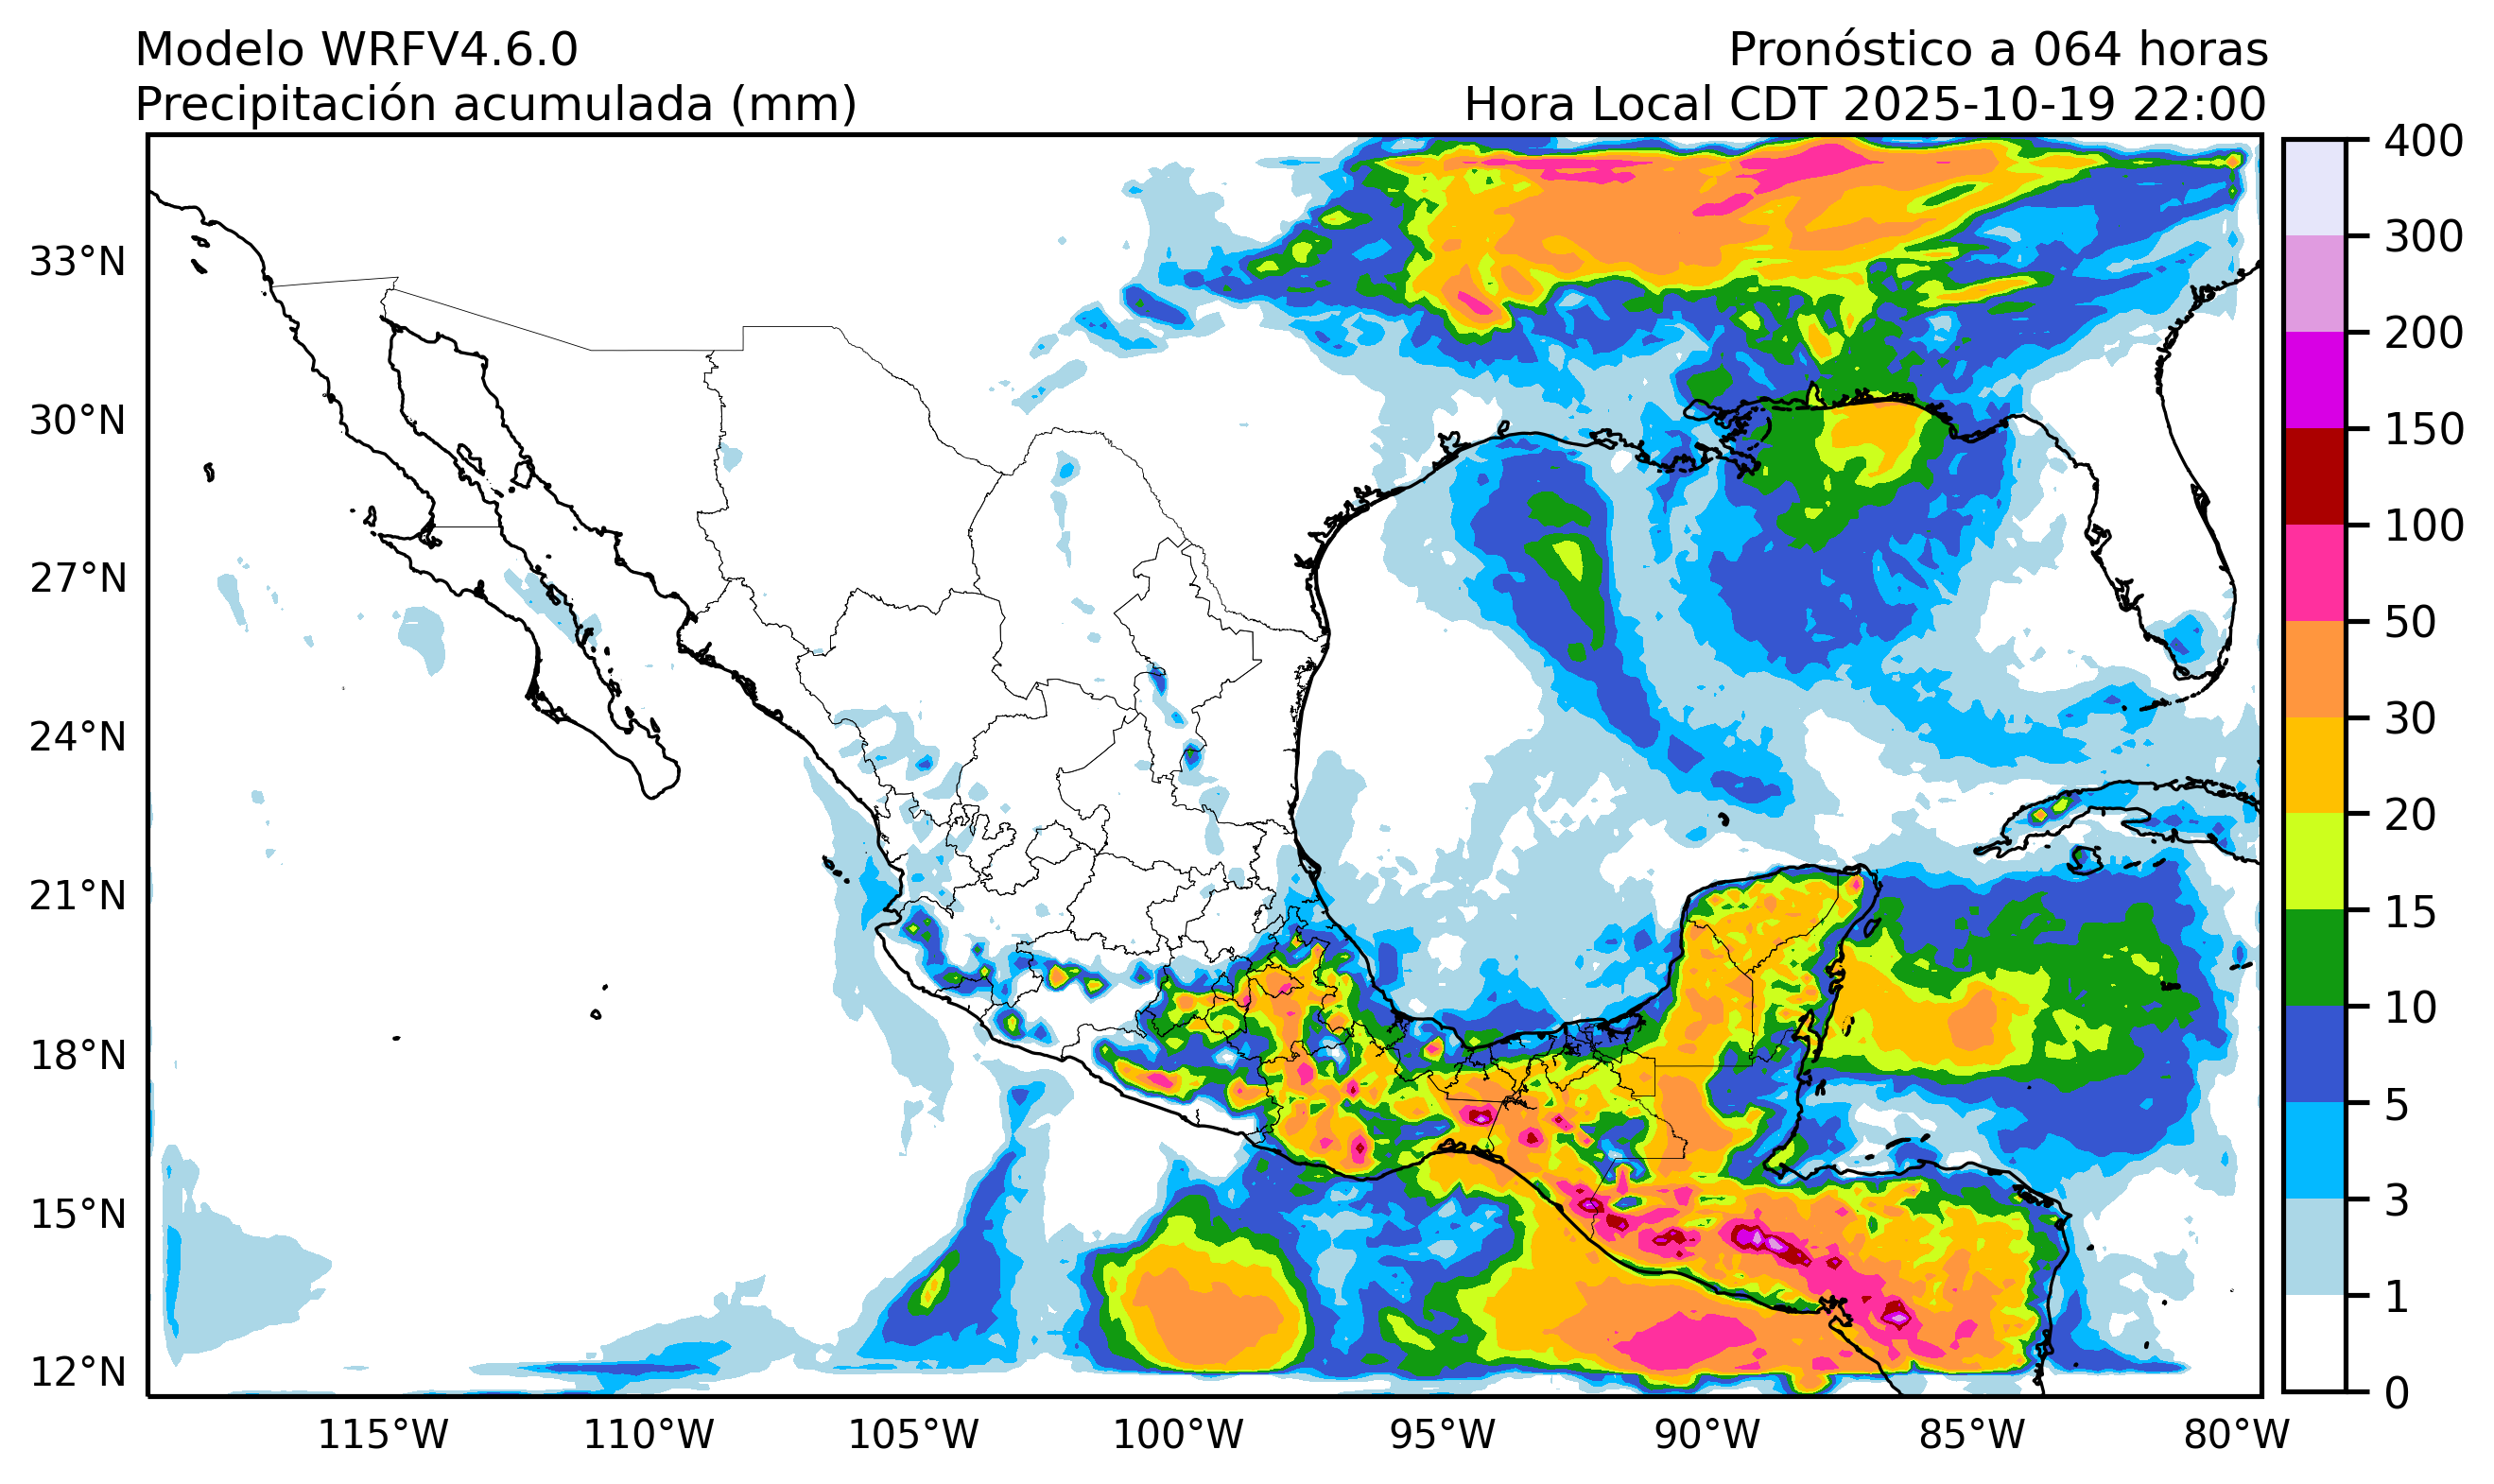 Modelo WRFV4.6.0
Pronóstico a 064 horas
Precipitación acumulada (mm)
Hora Local CDT 2025-10-19 22:00
33°N
30°N
27°N
24°N
21°N
18°N
15°N
12°N
115°W
110°W
105°W
100°W
95°W
90°W
85°W
80°W
400
300
200
150
100
50
30
20
15
10
5
3
1
0